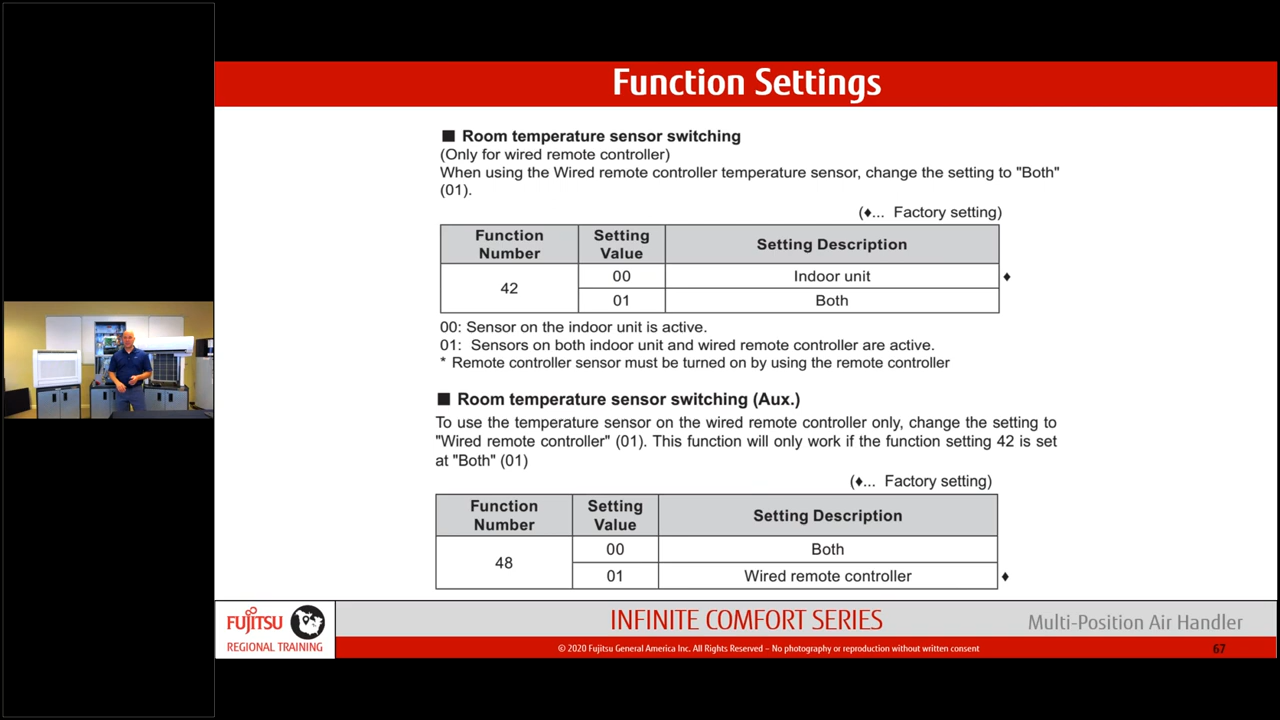 Function Settings
■ Room temperature sensor switching
(Only for wired remote controller)
When using the Wired remote controller temperature sensor, change the setting to "Both"
(01).
(♦... Factory setting)
Function Number Setting Value Setting Description
42 00 Indoor unit ♦
01 Both
00: Sensor on the indoor unit is active.
01: Sensors on both indoor unit and wired remote controller are active.
* Remote controller sensor must be turned on by using the remote controller
■ Room temperature sensor switching (Aux.)
To use the temperature sensor on the wired remote controller only, change the setting to
"Wired remote controller" (01). This function will only work if the function setting 42 is set
at "Both" (01)
(♦... Factory setting)
Function Number Setting Value Setting Description
48 00 Both
01 Wired remote controller ♦
FUJITSU
REGIONAL TRAINING
INFINITE COMFORT SERIES
Multi-Position Air Handler
© 2020 Fujitsu General America Inc. All Rights Reserved – No photography or reproduction without written consent
67